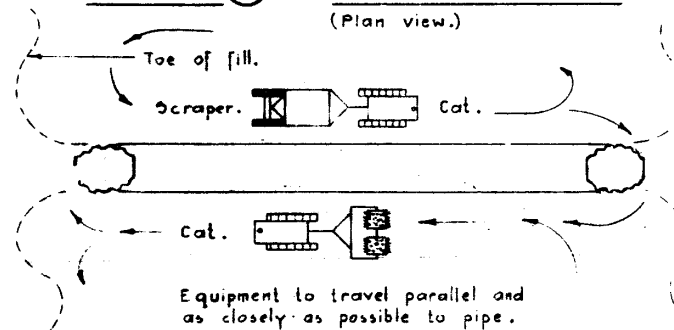 (Plan view.)
Toe of fill.
Scraper.
Cat.
Cat.
Equipment to travel parallel and
as closely as possible to pipe.